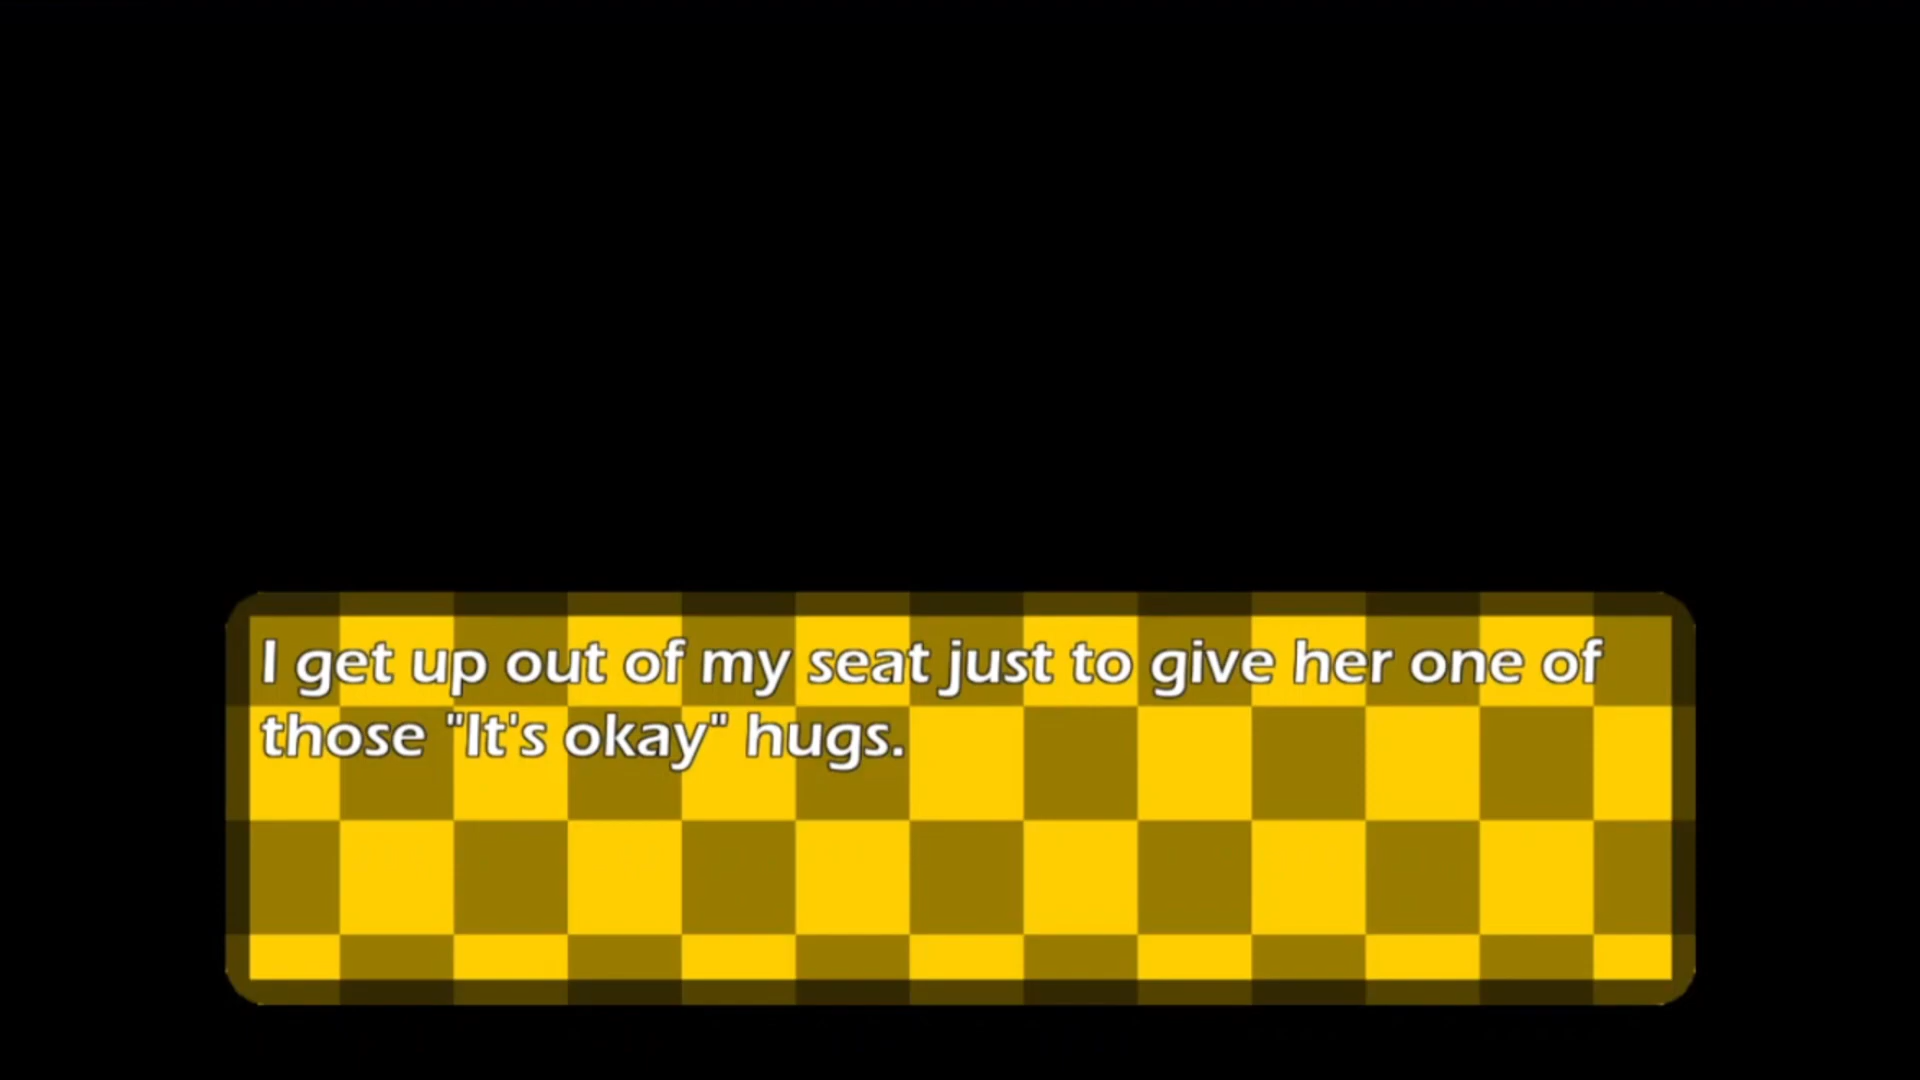 I get up out of my seat just to give her one of
those "It's okay" hugs.